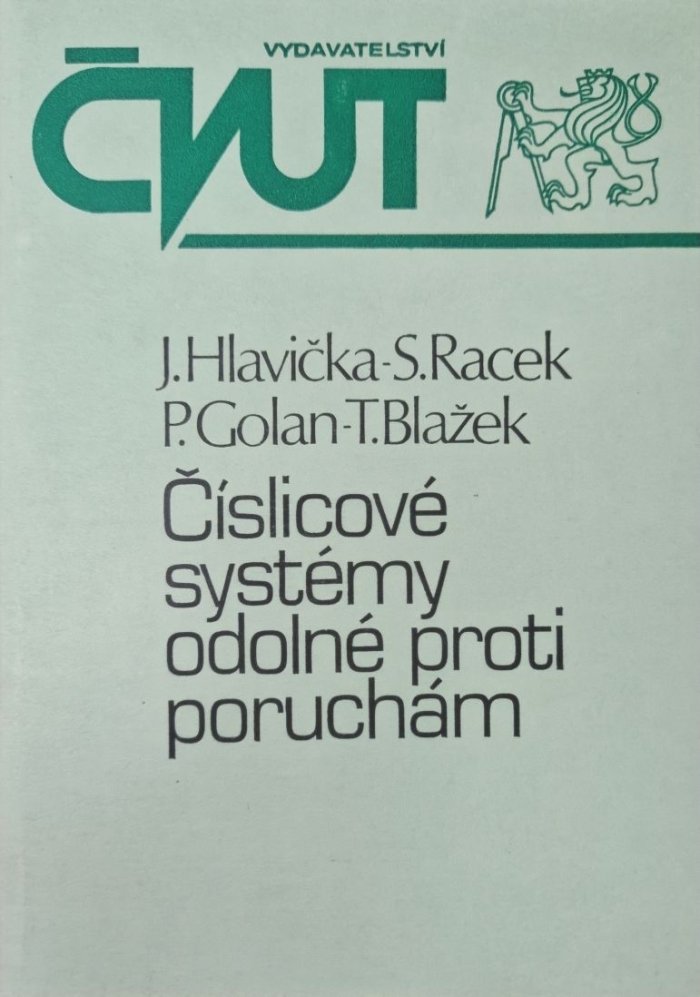 VYDAVATELSTVÍ
ČVUT
J.Hlavička-S.Racek
P.Golan-T.Blažek
Číslicové
systémy
odolné proti
poruchám